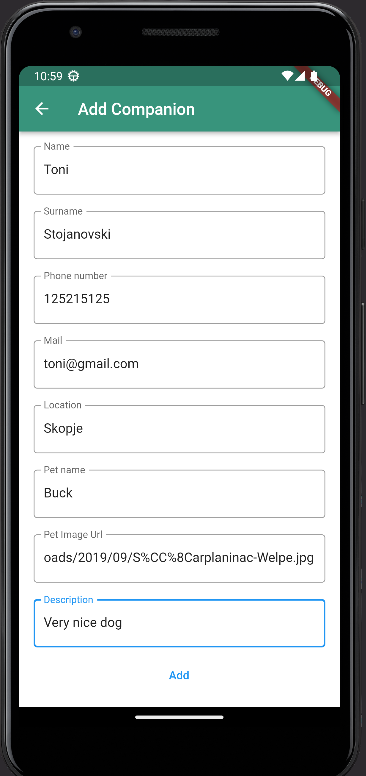 10:59
DEBUG
Add Companion
Name
Toni
Surname
Stojanovski
Phone number
125215125
Mail
toni@gmail.com
Location
Skopje
Pet name
Buck
Pet Image Url
oads/2019/09/S%CC%8Carplaninac-Welpe.jpg
Description
Very nice dog
Add